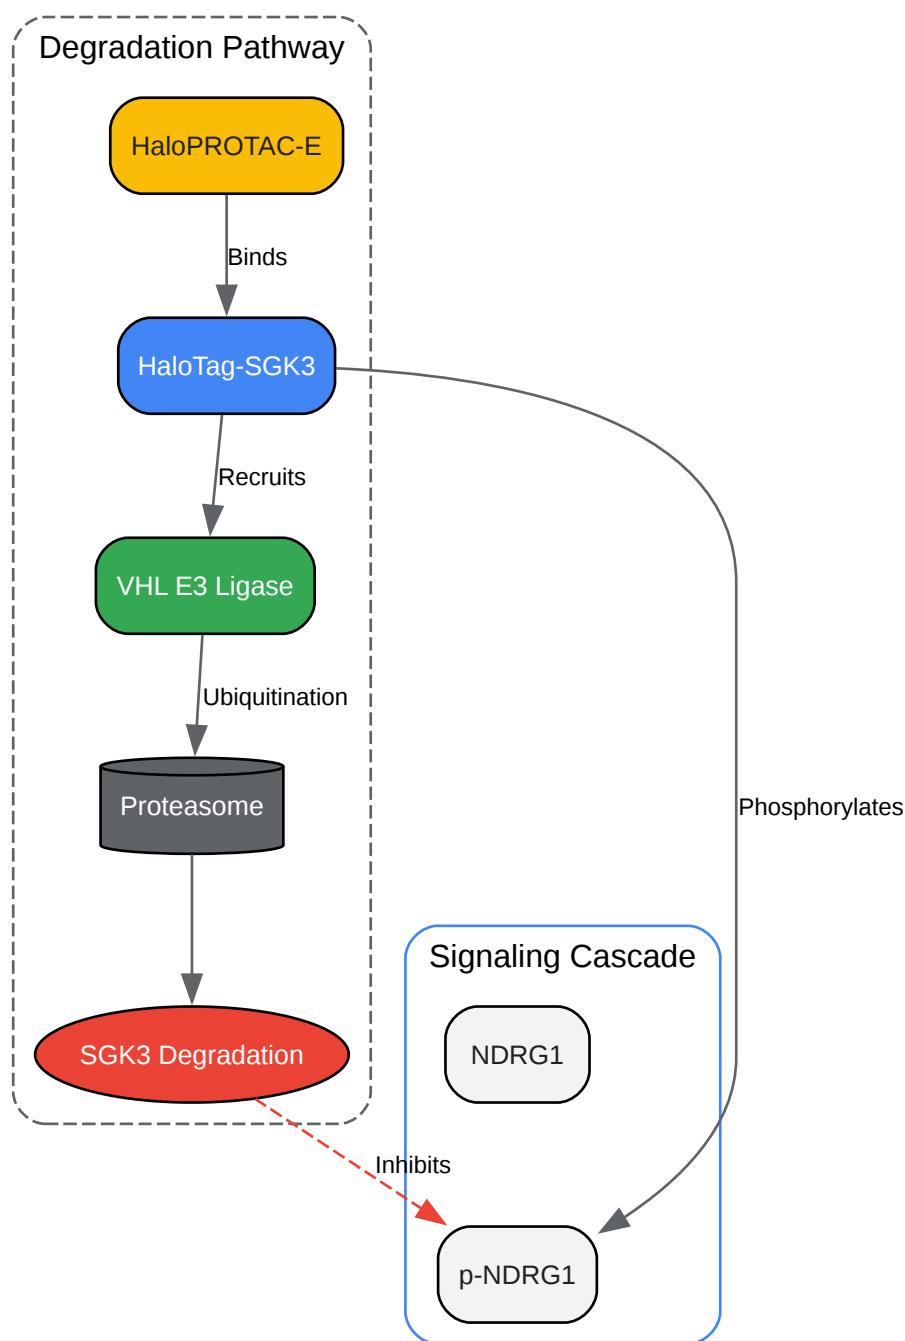 Degradation Pathway
HaloPROTAC-E
Binds
HaloTag-SGK3
Recruits
VHL E3 Ligase
Ubiquitination
Proteasome
Phosphorylates
SGK3 Degradation
Signaling Cascade
NDRG1
Inhibits
p-NDRG1